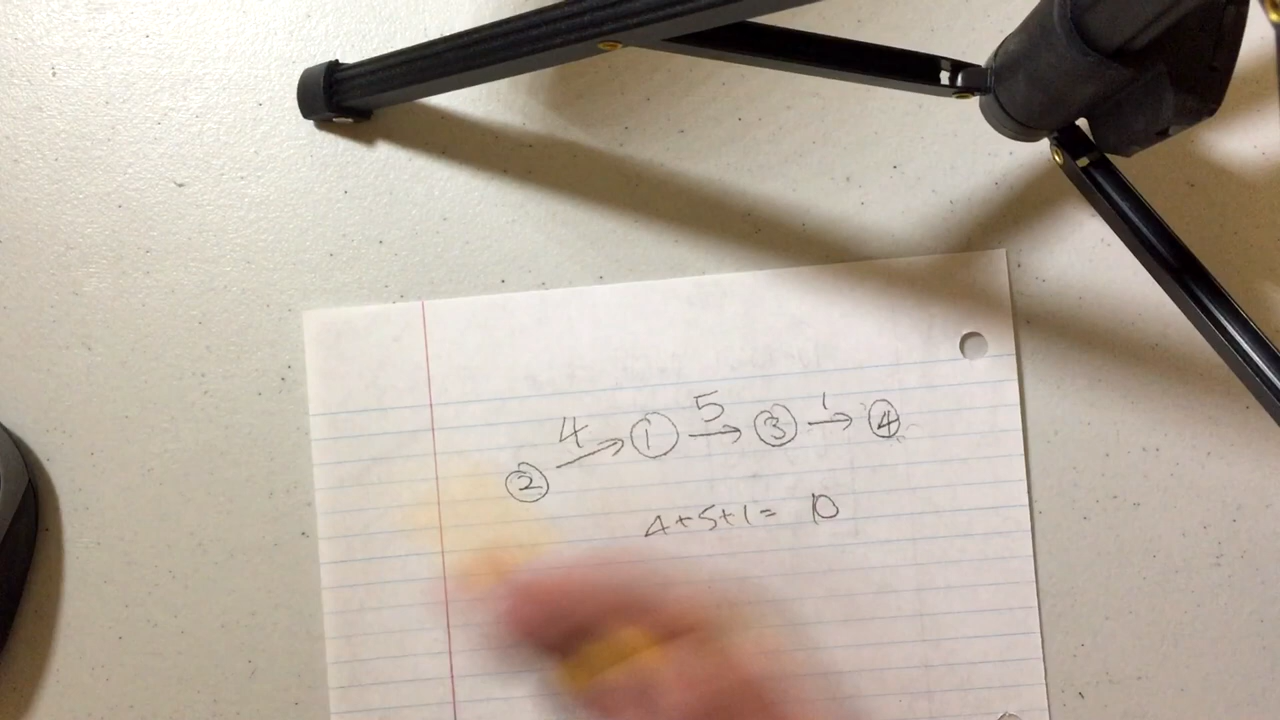 4 5 1
② → ① → ③ → ④
4+5+1= 10